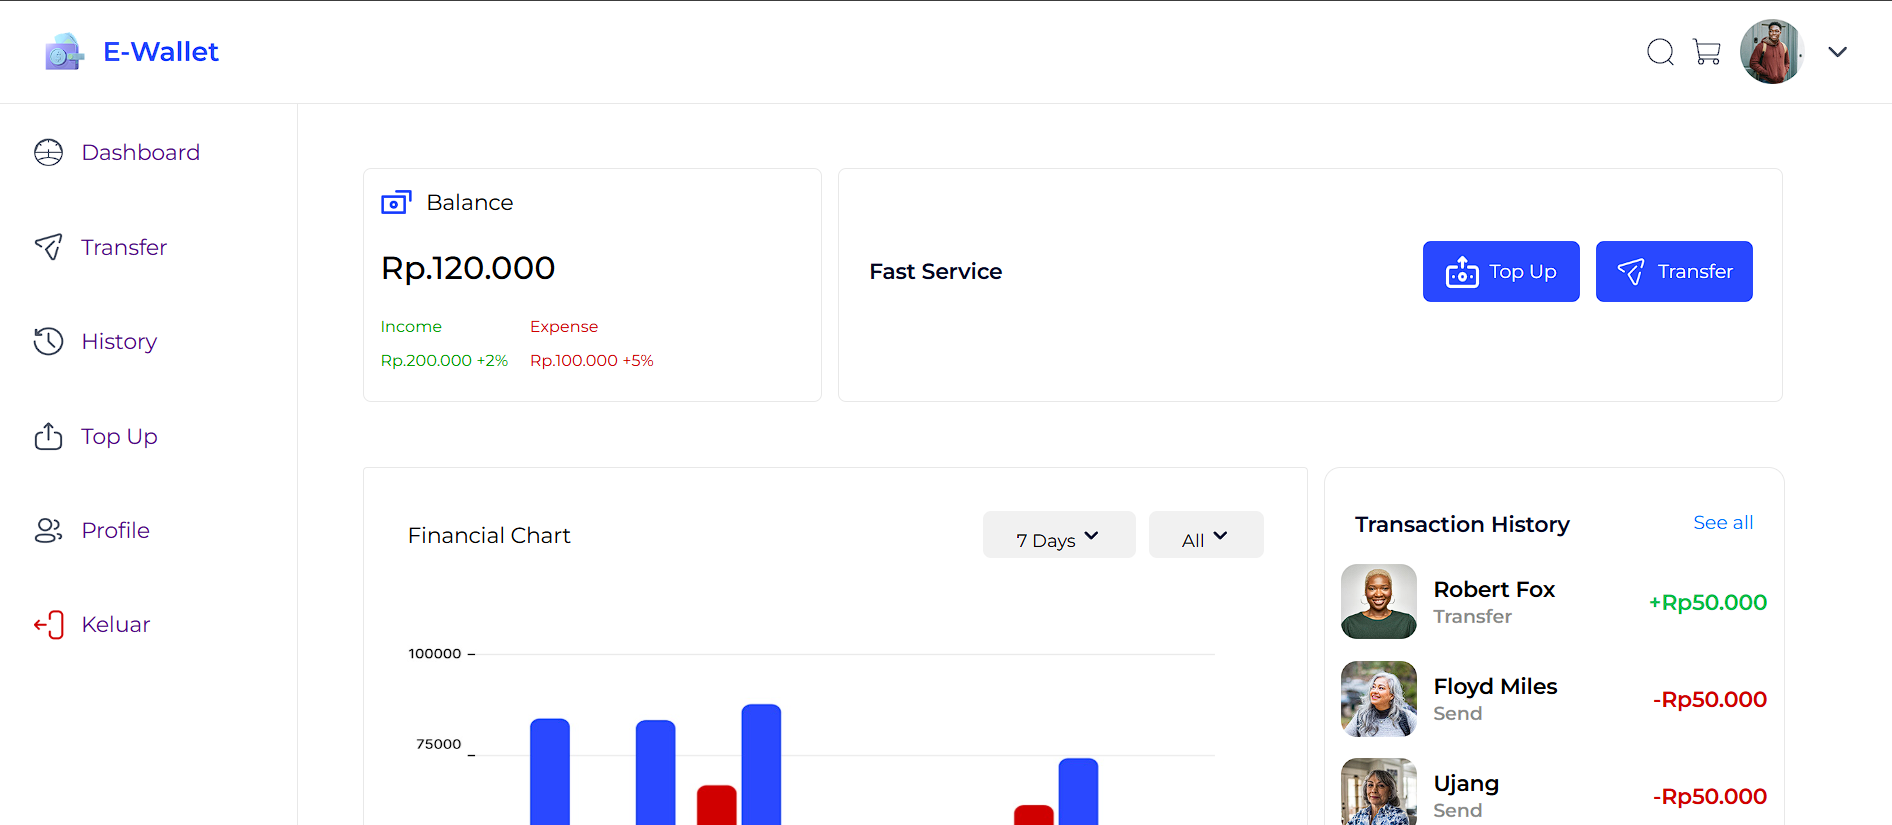 E-Wallet
Dashboard
Transfer
History
Top Up
Profile
Keluar
Balance
Rp.120.000
Income
Expense
Rp.200.000 +2%
Rp.100.000 +5%
Fast Service
Top Up
Transfer
Financial Chart
7 Days
All
100000
75000
Transaction History
See all
Robert Fox
Transfer
+Rp50.000
Floyd Miles
Send
-Rp50.000
Ujang
Send
-Rp50.000